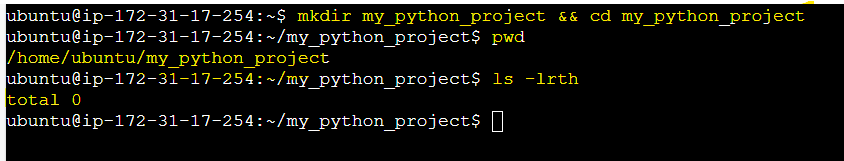 ubuntu@ip-172-31-17-254:~$ mkdir my_python_project && cd my_python_project
ubuntu@ip-172-31-17-254:~/my_python_project$ pwd
/home/ubuntu/my_python_project
ubuntu@ip-172-31-17-254:~/my_python_project$ ls -lrth
total 0
ubuntu@ip-172-31-17-254:~/my_python_project$